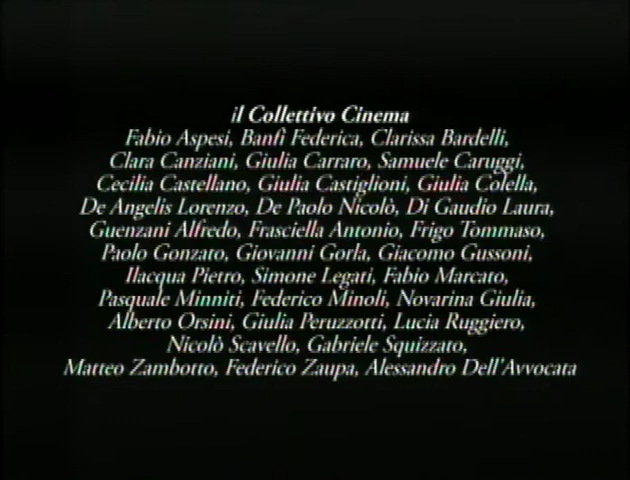 il Collettivo Cinema
Fabio Aspesi, Banfi Federica, Clarissa Bardelli,
Clara Canziani, Giulia Carraro, Samuele Caruggi,
Cecilia Castellano, Giulia Castiglioni, Giulia Colella,
De Angelis Lorenzo, De Paolo Nicolò, Di Gaudio Laura,
Guenzani Alfredo, Frasciella Antonio, Frigo Tommaso,
Paolo Gonzato, Giovanni Gorla, Giacomo Gussoni,
Ilacqua Pietro, Simone Legati, Fabio Marcato,
Pasquale Minniti, Federico Minoli, Novarina Giulia,
Alberto Orsini, Giulia Peruzzotti, Lucia Ruggiero,
Nicolò Scavello, Gabriele Squizzato,
Matteo Zambotto, Federico Zaupa, Alessandro Dell'Avvocata